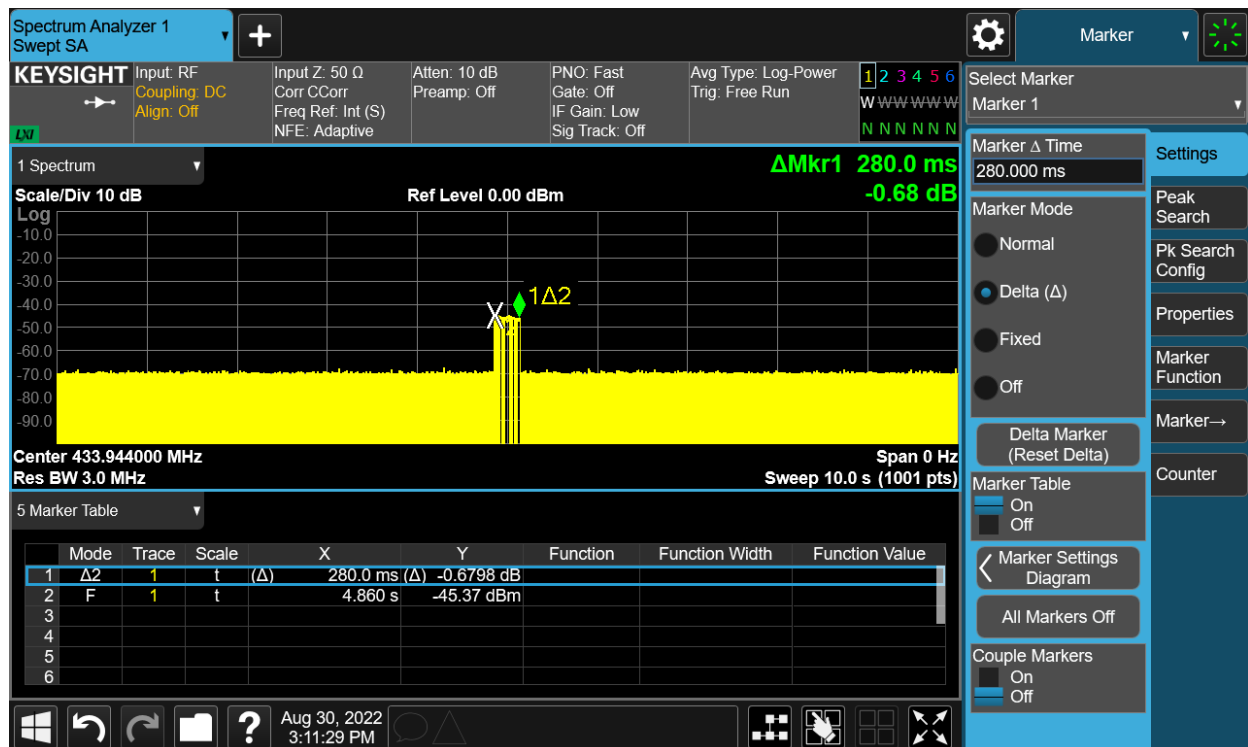 Spectrum Analyzer 1
Swept SA
Marker
KEYSIGHT
LXI
Input: RF
Coupling: DC
Align: Off
Input Z: 50 Ω
Corr CCorr
Freq Ref: Int (S)
NFE: Adaptive
Atten: 10 dB
Preamp: Off
PNO: Fast
Gate: Off
IF Gain: Low
Sig Track: Off
Avg Type: Log-Power
Trig: Free Run
1 2 3 4 5 6
W W W W W W
N N N N N N
1 Spectrum
ΔMkr1 280.0 ms
-0.68 dB
Scale/Div 10 dB
Ref Level 0.00 dBm
Log
-10.0
-20.0
-30.0
-40.0
-50.0
-60.0
-70.0
-80.0
-90.0
1Δ2
X
2
Center 433.944000 MHz
Span 0 Hz
Res BW 3.0 MHz
Sweep 10.0 s (1001 pts)
5 Marker Table
Mode Trace Scale X Y Function Function Width Function Value
1 Δ2 1 t (Δ) 280.0 ms (Δ) -0.6798 dB
2 F 1 t 4.860 s -45.37 dBm
3
4
5
6
?
Aug 30, 2022
3:11:29 PM
Select Marker
Marker 1
Marker Δ Time
280.000 ms
Marker Mode
Normal
Delta (Δ)
Fixed
Off
Delta Marker
(Reset Delta)
Marker Table
On
Off
Marker Settings
Diagram
All Markers Off
Couple Markers
On
Off
Settings
Peak
Search
Pk Search
Config
Properties
Marker
Function
Marker→
Counter